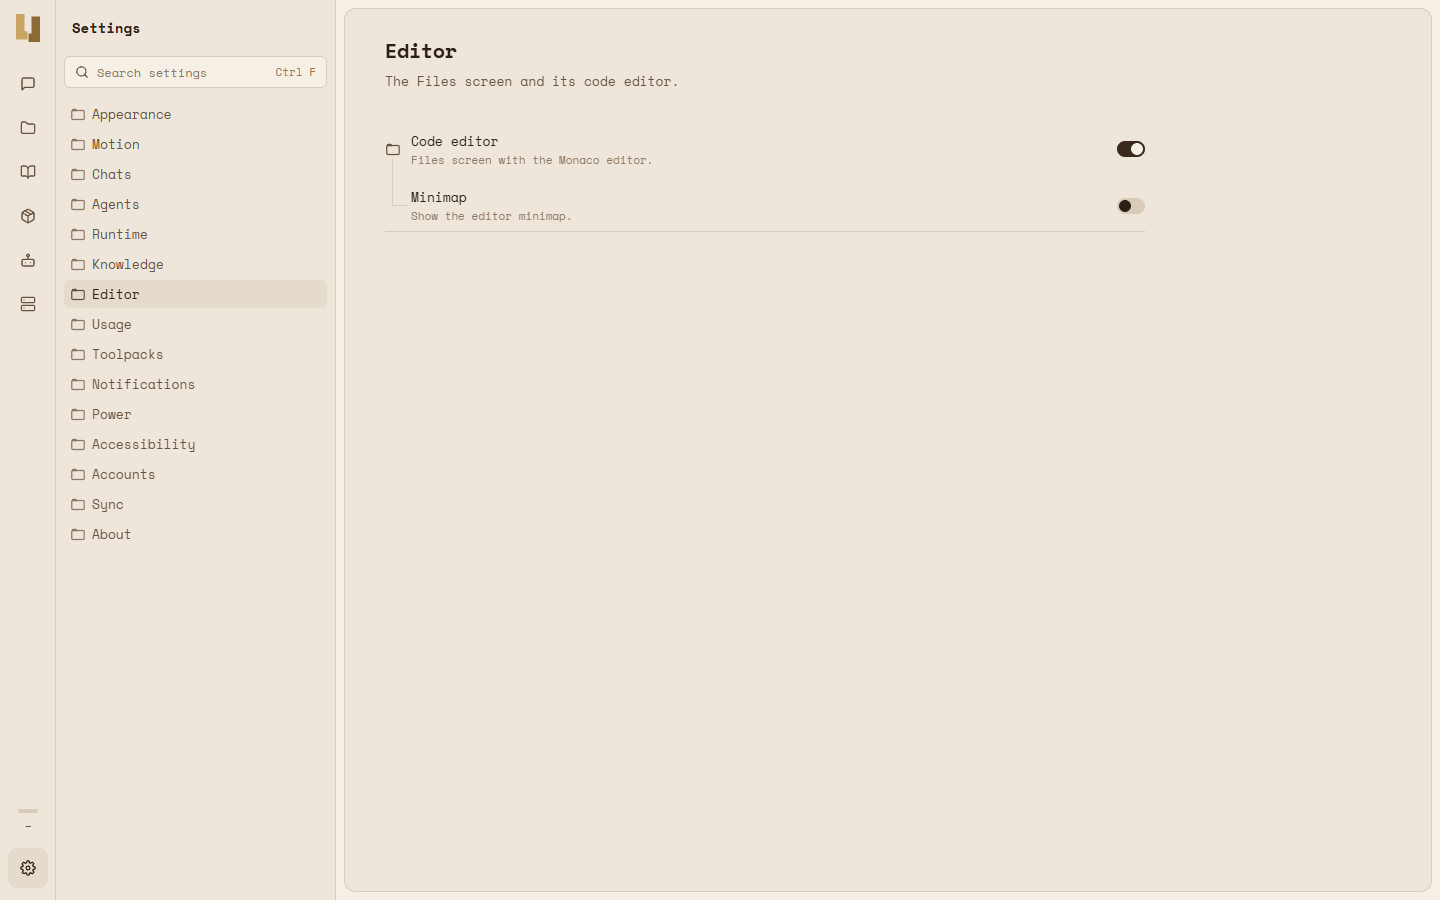 Settings
Search settings Ctrl F
Appearance
Motion
Chats
Agents
Runtime
Knowledge
Editor
Usage
Toolpacks
Notifications
Power
Accessibility
Accounts
Sync
About
–
Editor
The Files screen and its code editor.
Code editor
Files screen with the Monaco editor.
Minimap
Show the editor minimap.